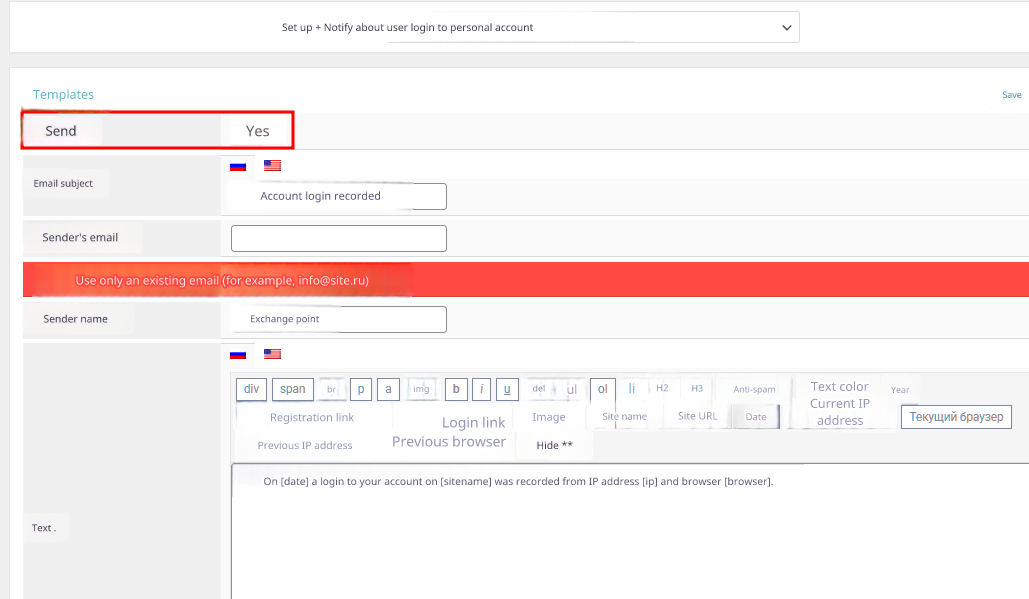 Set up + Notify about user login to personal account
Templates
Save
Send Yes
Email subject
Account login recorded
Sender's email
Use only an existing email (for example, info@site.ru)
Sender name Exchange point
div span br p a img b i u del ul ol li H2 H3 Anti-spam Text color Year
Registration link Login link Image Site name Site URL Date Current IP address Текущий браузер
Previous IP address Previous browser Hide **
On [date] a login to your account on [sitename] was recorded from IP address [ip] and browser [browser].
Text .